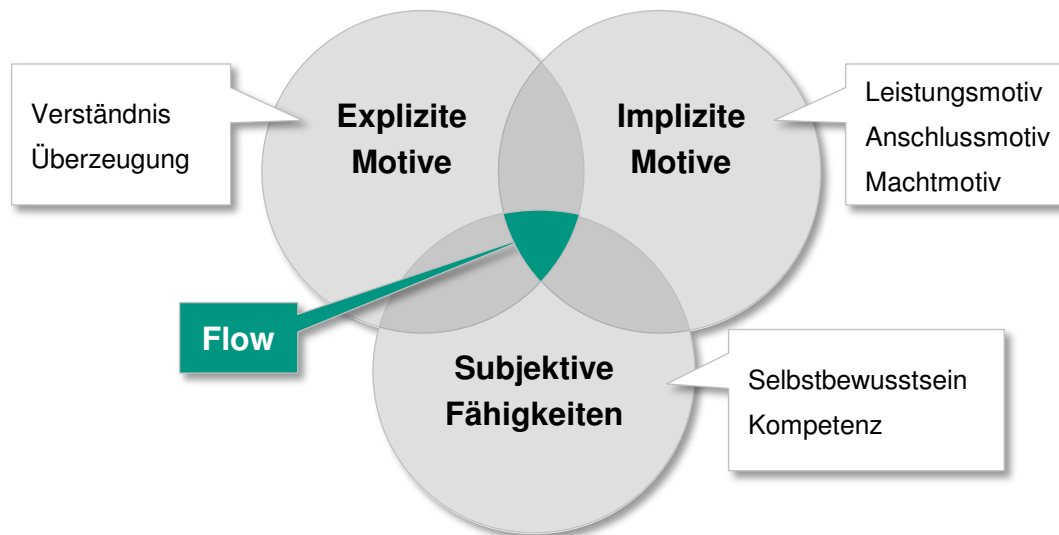 Verständnis
Überzeugung
Explizite
Motive
Implizite
Motive
Leistungsmotiv
Anschlussmotiv
Machtmotiv
Flow
Subjektive
Fähigkeiten
Selbstbewusstsein
Kompetenz